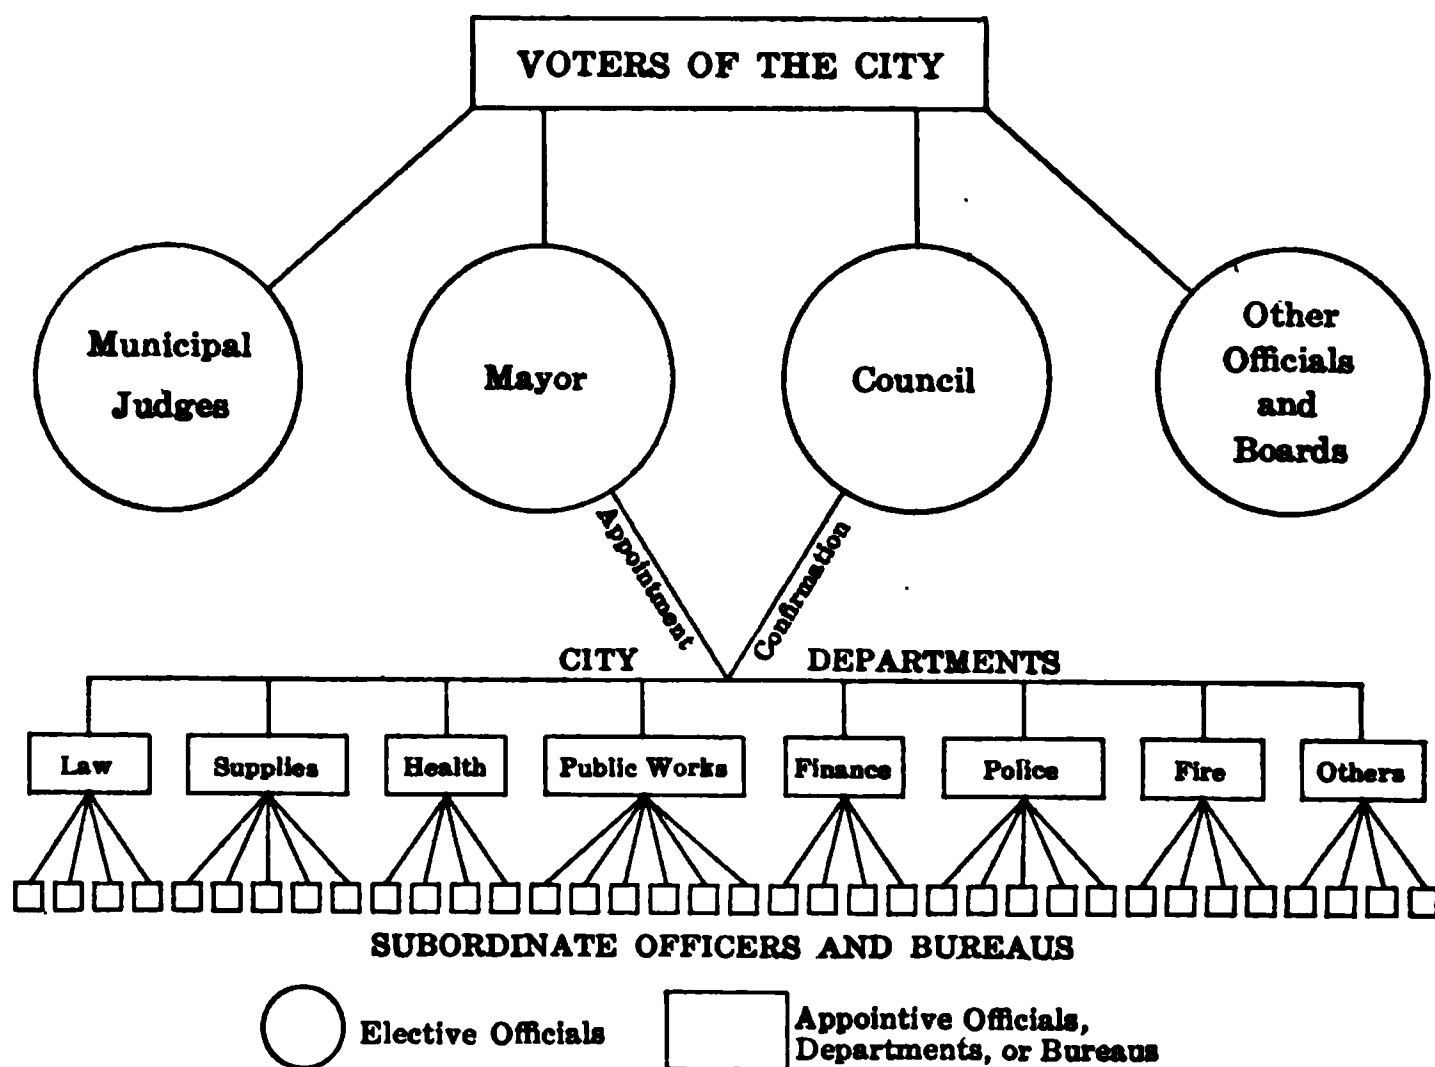 VOTERS OF THE CITY
Municipal
Judges
Mayor
Council
Other
Officials
and
Boards
Appointment
Confirmation
CITY DEPARTMENTS
Law
Supplies
Health
Public Works
Finance
Police
Fire
Others
SUBORDINATE OFFICERS AND BUREAUS
Elective Officials
Appointive Officials,
Departments, or Bureaus